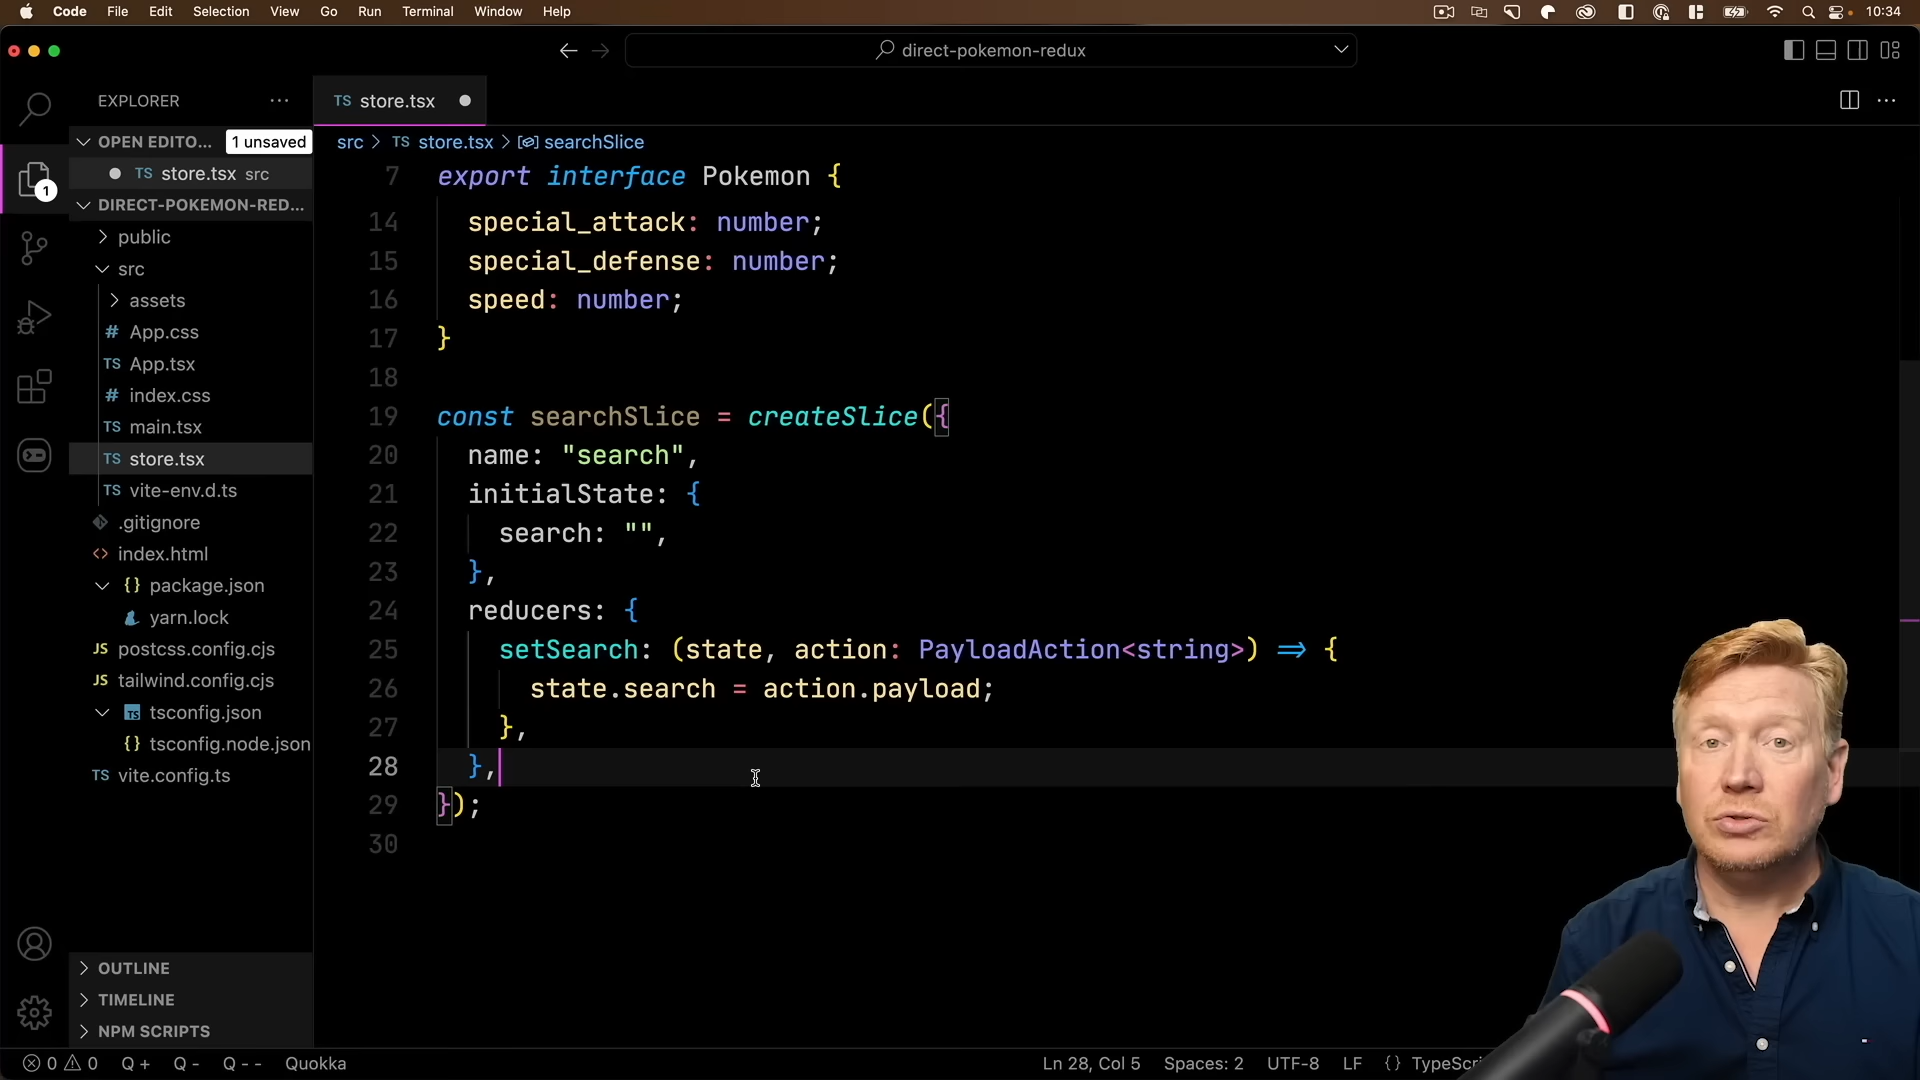 Code File Edit Selection View Go Run Terminal Window Help 10:34
direct-pokemon-redux
EXPLORER
TS store.tsx
OPEN EDITO... 1 unsaved
TS store.tsx src
DIRECT-POKEMON-RED...
public
src
assets
# App.css
TS App.tsx
# index.css
TS main.tsx
TS store.tsx
TS vite-env.d.ts
.gitignore
<> index.html
{} package.json
yarn.lock
JS postcss.config.cjs
JS tailwind.config.cjs
TS tsconfig.json
{} tsconfig.node.json
TS vite.config.ts
OUTLINE
TIMELINE
NPM SCRIPTS
1
src > TS store.tsx > searchSlice
7 export interface Pokemon {
14 special_attack: number;
15 special_defense: number;
16 speed: number;
17 }
18
19 const searchSlice = createSlice({
20 name: "search",
21 initialState: {
22 search: "",
23 },
24 reducers: {
25 setSearch: (state, action: PayloadAction<string>) => {
26 state.search = action.payload;
27 },
28 },
29 });
30
0 0 Q + Q - Q - - Quokka Ln 28, Col 5 Spaces: 2 UTF-8 LF {}